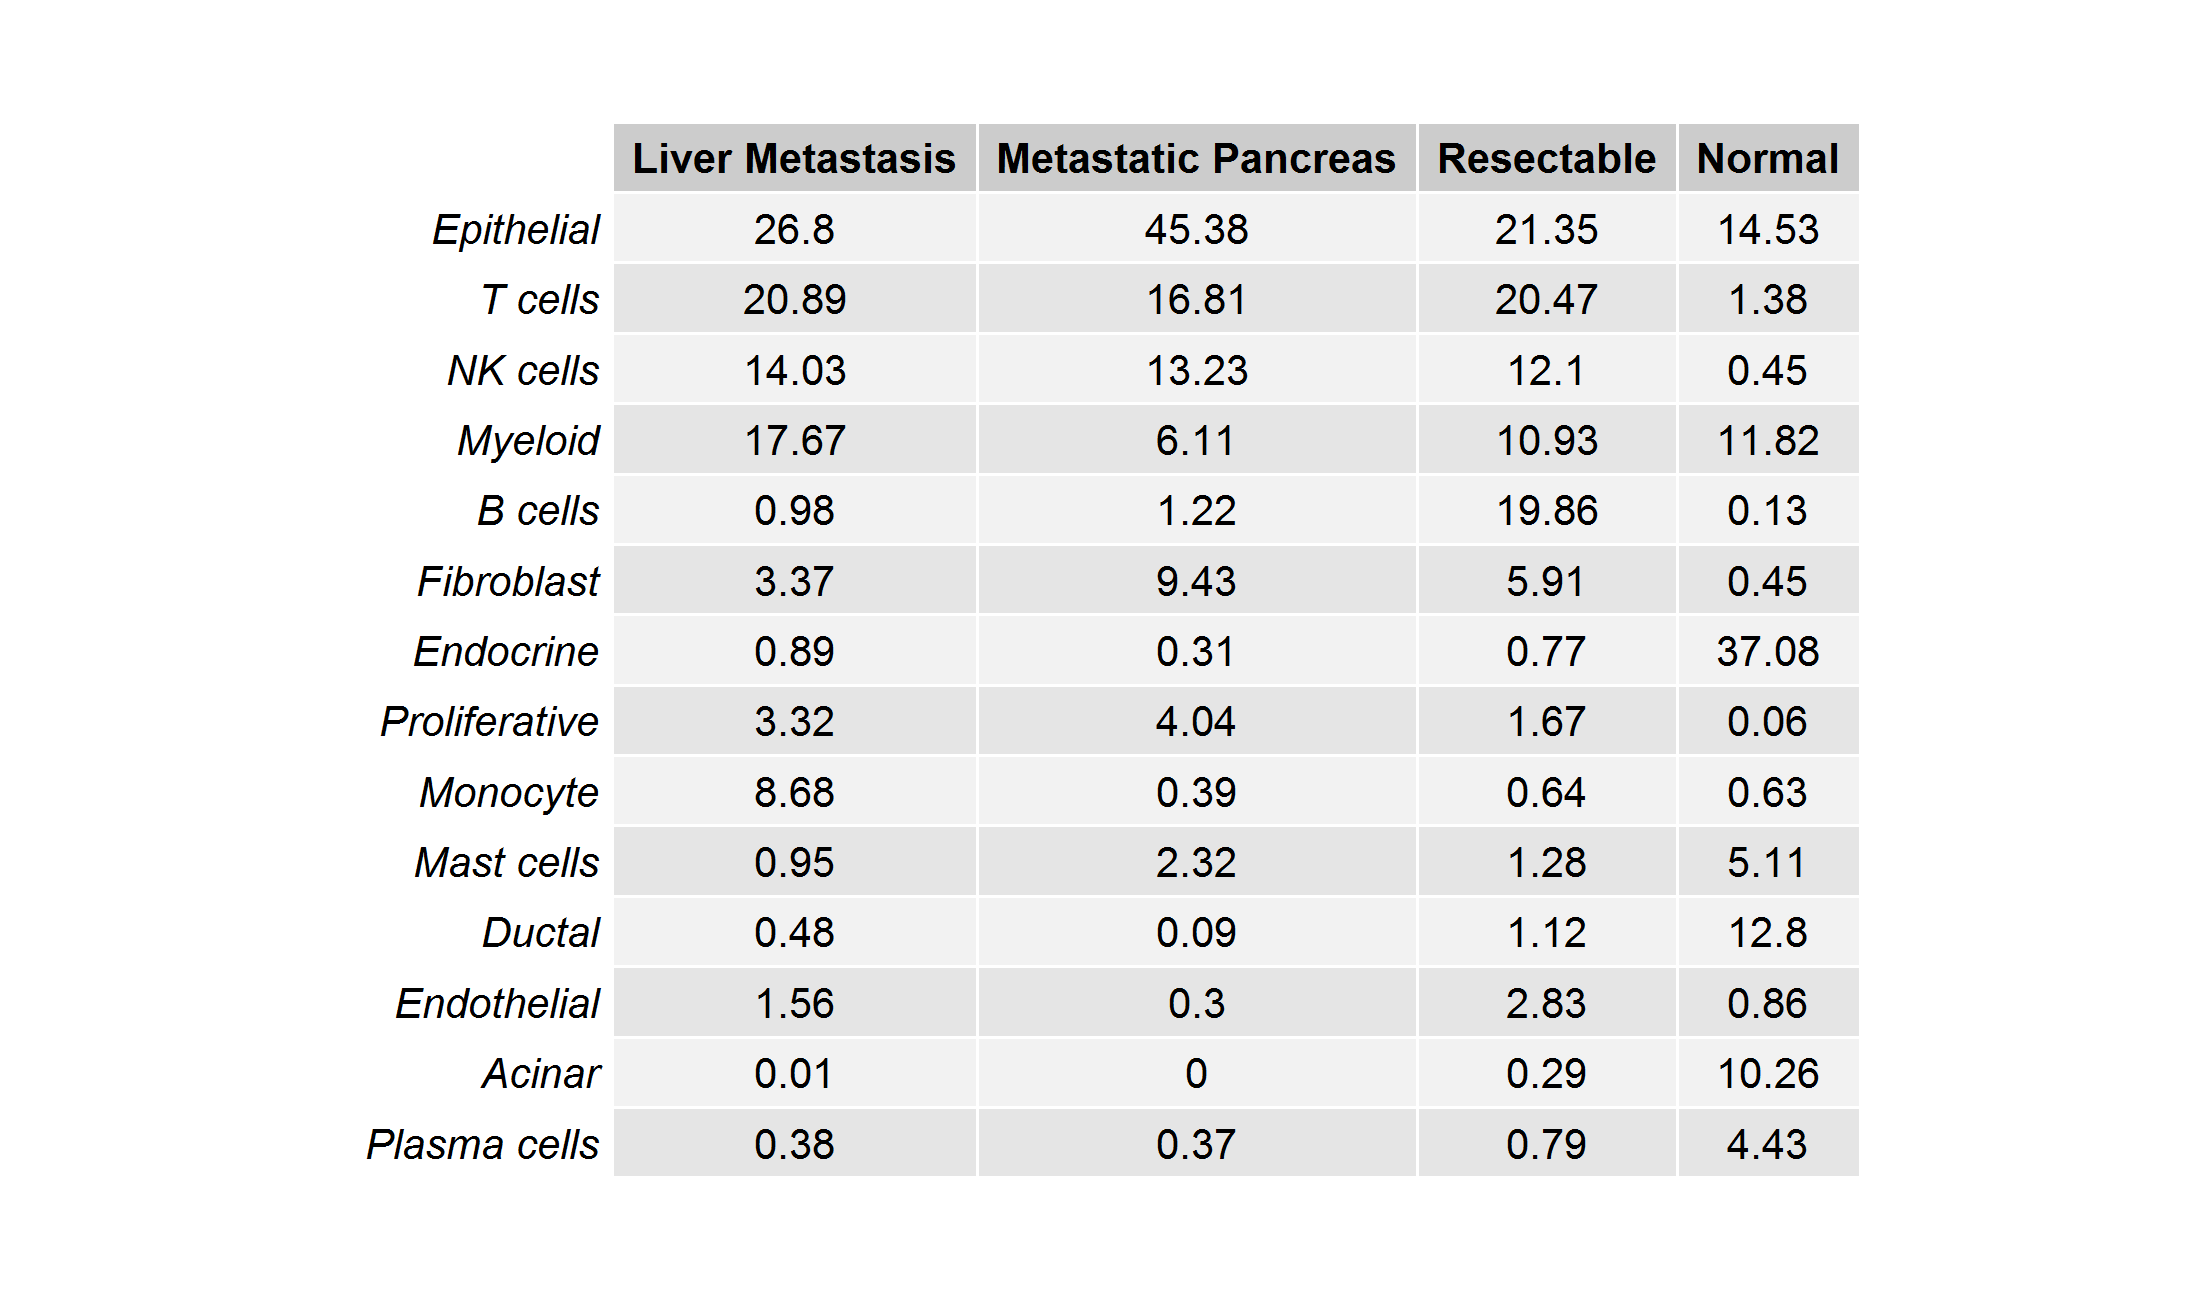 Liver Metastasis Metastatic Pancreas Resectable Normal
Epithelial 26.8 45.38 21.35 14.53
T cells 20.89 16.81 20.47 1.38
NK cells 14.03 13.23 12.1 0.45
Myeloid 17.67 6.11 10.93 11.82
B cells 0.98 1.22 19.86 0.13
Fibroblast 3.37 9.43 5.91 0.45
Endocrine 0.89 0.31 0.77 37.08
Proliferative 3.32 4.04 1.67 0.06
Monocyte 8.68 0.39 0.64 0.63
Mast cells 0.95 2.32 1.28 5.11
Ductal 0.48 0.09 1.12 12.8
Endothelial 1.56 0.3 2.83 0.86
Acinar 0.01 0 0.29 10.26
Plasma cells 0.38 0.37 0.79 4.43